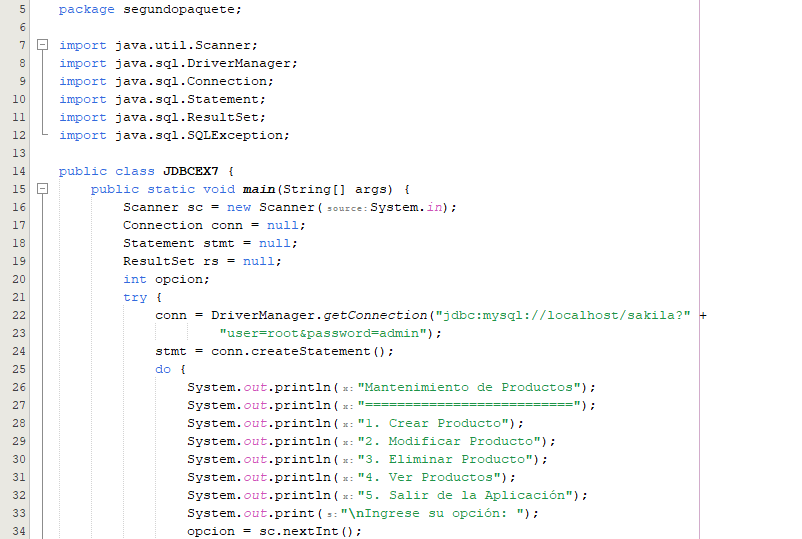 5 package segundopaquete;
6
7 import java.util.Scanner;
8 import java.sql.DriverManager;
9 import java.sql.Connection;
10 import java.sql.Statement;
11 import java.sql.ResultSet;
12 import java.sql.SQLException;
13
14 public class JDBCEX7 {
15 public static void main(String[] args) {
16 Scanner sc = new Scanner( source: System.in);
17 Connection conn = null;
18 Statement stmt = null;
19 ResultSet rs = null;
20 int opcion;
21 try {
22 conn = DriverManager.getConnection("jdbc:mysql://localhost/sakila?" +
23 "user=root&password=admin");
24 stmt = conn.createStatement();
25 do {
26 System.out.println( x: "Mantenimiento de Productos");
27 System.out.println( x: "==========================");
28 System.out.println( x: "1. Crear Producto");
29 System.out.println( x: "2. Modificar Producto");
30 System.out.println( x: "3. Eliminar Producto");
31 System.out.println( x: "4. Ver Productos");
32 System.out.println( x: "5. Salir de la Aplicación");
33 System.out.print( s: "\nIngrese su opción: ");
34 opcion = sc.nextInt();